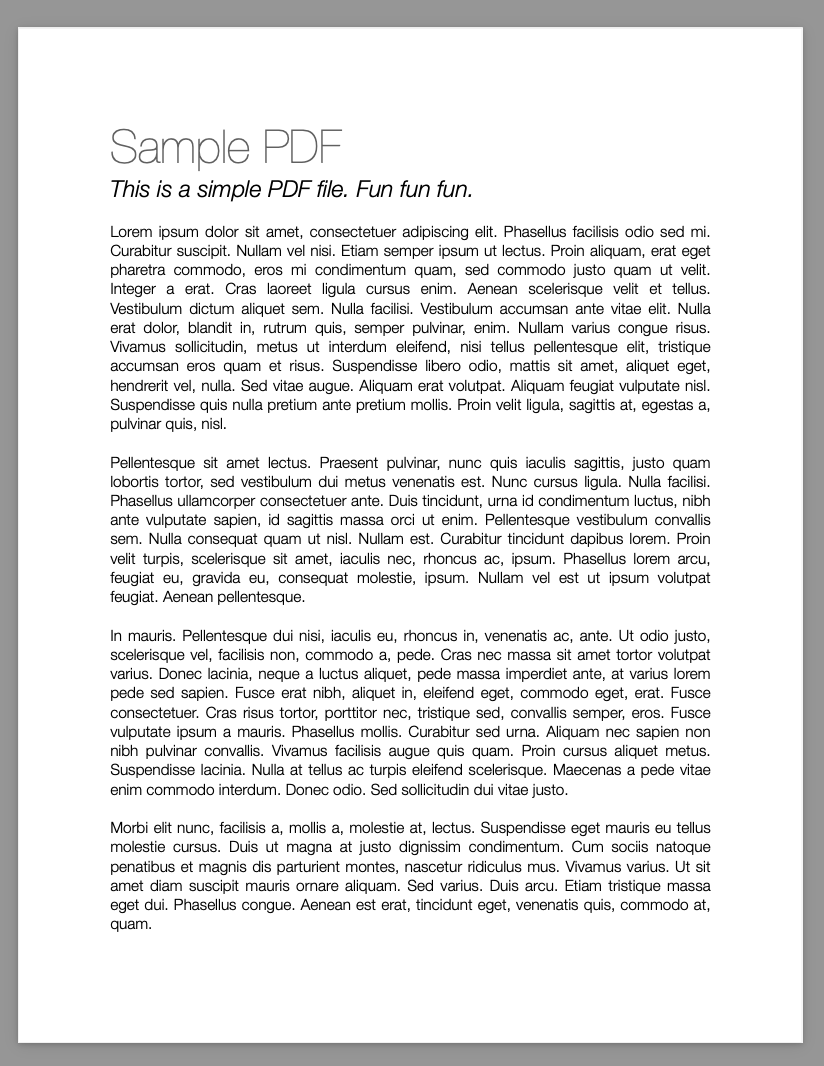 Sample PDF
This is a simple PDF file. Fun fun fun.
Lorem ipsum dolor sit amet, consectetuer adipiscing elit. Phasellus facilisis odio sed mi.
Curabitur suscipit. Nullam vel nisi. Etiam semper ipsum ut lectus. Proin aliquam, erat eget
pharetra commodo, eros mi condimentum quam, sed commodo justo quam ut velit.
Integer a erat. Cras laoreet ligula cursus enim. Aenean scelerisque velit et tellus.
Vestibulum dictum aliquet sem. Nulla facilisi. Vestibulum accumsan ante vitae elit. Nulla
erat dolor, blandit in, rutrum quis, semper pulvinar, enim. Nullam varius congue risus.
Vivamus sollicitudin, metus ut interdum eleifend, nisi tellus pellentesque elit, tristique
accumsan eros quam et risus. Suspendisse libero odio, mattis sit amet, aliquet eget,
hendrerit vel, nulla. Sed vitae augue. Aliquam erat volutpat. Aliquam feugiat vulputate nisl.
Suspendisse quis nulla pretium ante pretium mollis. Proin velit ligula, sagittis at, egestas a,
pulvinar quis, nisl.
Pellentesque sit amet lectus. Praesent pulvinar, nunc quis iaculis sagittis, justo quam
lobortis tortor, sed vestibulum dui metus venenatis est. Nunc cursus ligula. Nulla facilisi.
Phasellus ullamcorper consectetuer ante. Duis tincidunt, urna id condimentum luctus, nibh
ante vulputate sapien, id sagittis massa orci ut enim. Pellentesque vestibulum convallis
sem. Nulla consequat quam ut nisl. Nullam est. Curabitur tincidunt dapibus lorem. Proin
velit turpis, scelerisque sit amet, iaculis nec, rhoncus ac, ipsum. Phasellus lorem arcu,
feugiat eu, gravida eu, consequat molestie, ipsum. Nullam vel est ut ipsum volutpat
feugiat. Aenean pellentesque.
In mauris. Pellentesque dui nisi, iaculis eu, rhoncus in, venenatis ac, ante. Ut odio justo,
scelerisque vel, facilisis non, commodo a, pede. Cras nec massa sit amet tortor volutpat
varius. Donec lacinia, neque a luctus aliquet, pede massa imperdiet ante, at varius lorem
pede sed sapien. Fusce erat nibh, aliquet in, eleifend eget, commodo eget, erat. Fusce
consectetuer. Cras risus tortor, porttitor nec, tristique sed, convallis semper, eros. Fusce
vulputate ipsum a mauris. Phasellus mollis. Curabitur sed urna. Aliquam nec sapien non
nibh pulvinar convallis. Vivamus facilisis augue quis quam. Proin cursus aliquet metus.
Suspendisse lacinia. Nulla at tellus ac turpis eleifend scelerisque. Maecenas a pede vitae
enim commodo interdum. Donec odio. Sed sollicitudin dui vitae justo.
Morbi elit nunc, facilisis a, mollis a, molestie at, lectus. Suspendisse eget mauris eu tellus
molestie cursus. Duis ut magna at justo dignissim condimentum. Cum sociis natoque
penatibus et magnis dis parturient montes, nascetur ridiculus mus. Vivamus varius. Ut sit
amet diam suscipit mauris ornare aliquam. Sed varius. Duis arcu. Etiam tristique massa
eget dui. Phasellus congue. Aenean est erat, tincidunt eget, venenatis quis, commodo at,
quam.